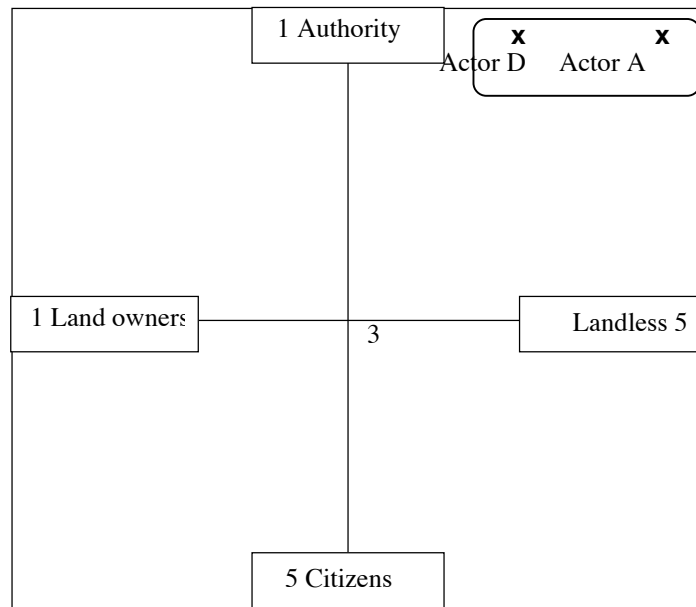 1 Authority
x x
Actor D Actor A
1 Land owners
Landless 5
3
5 Citizens